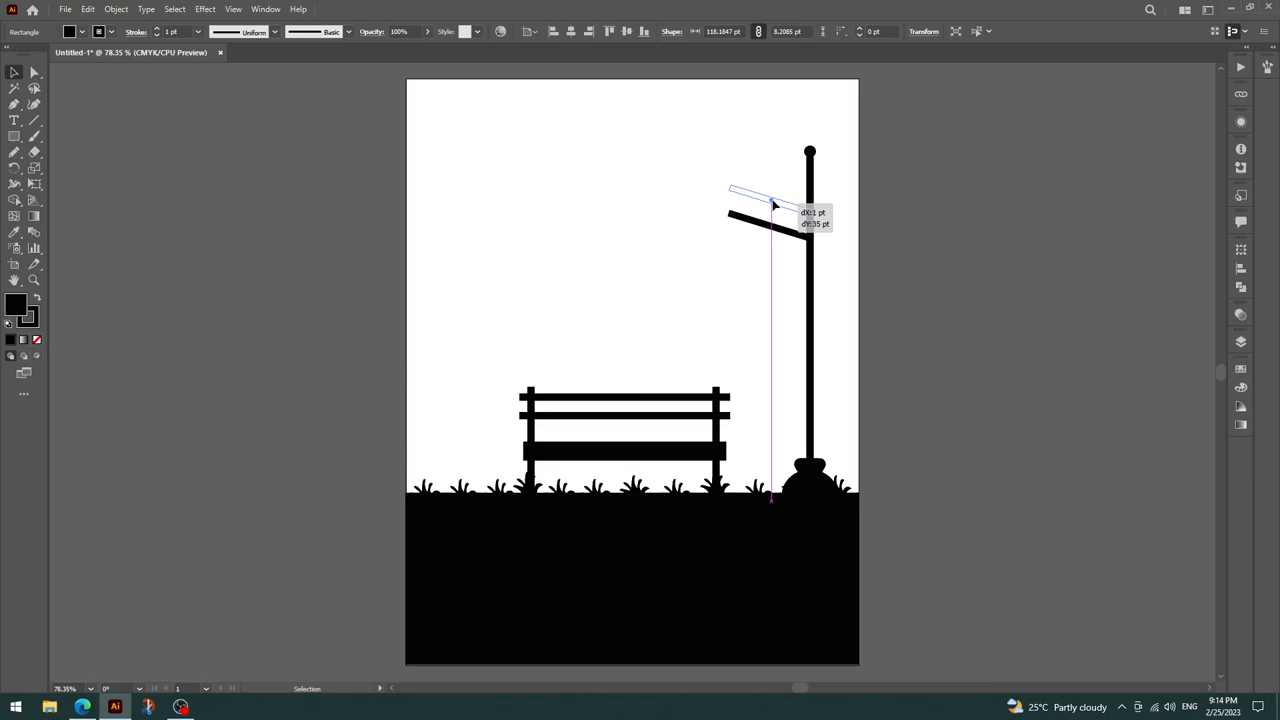 Ai File Edit Object Type Select Effect View Window Help
Rectangle Stroke: 1 pt Uniform Basic Opacity: 100% Style: Shape: 118.1847 pt 8.2085 pt 0 pt Transform
Untitled-1* @ 78.35 % (CMYK/CPU Preview) ×
dX:1 pt
dY:35 pt
78.35% 0° 1 Selection
Ai 25°C Partly cloudy ENG 9:14 PM
2/25/2023